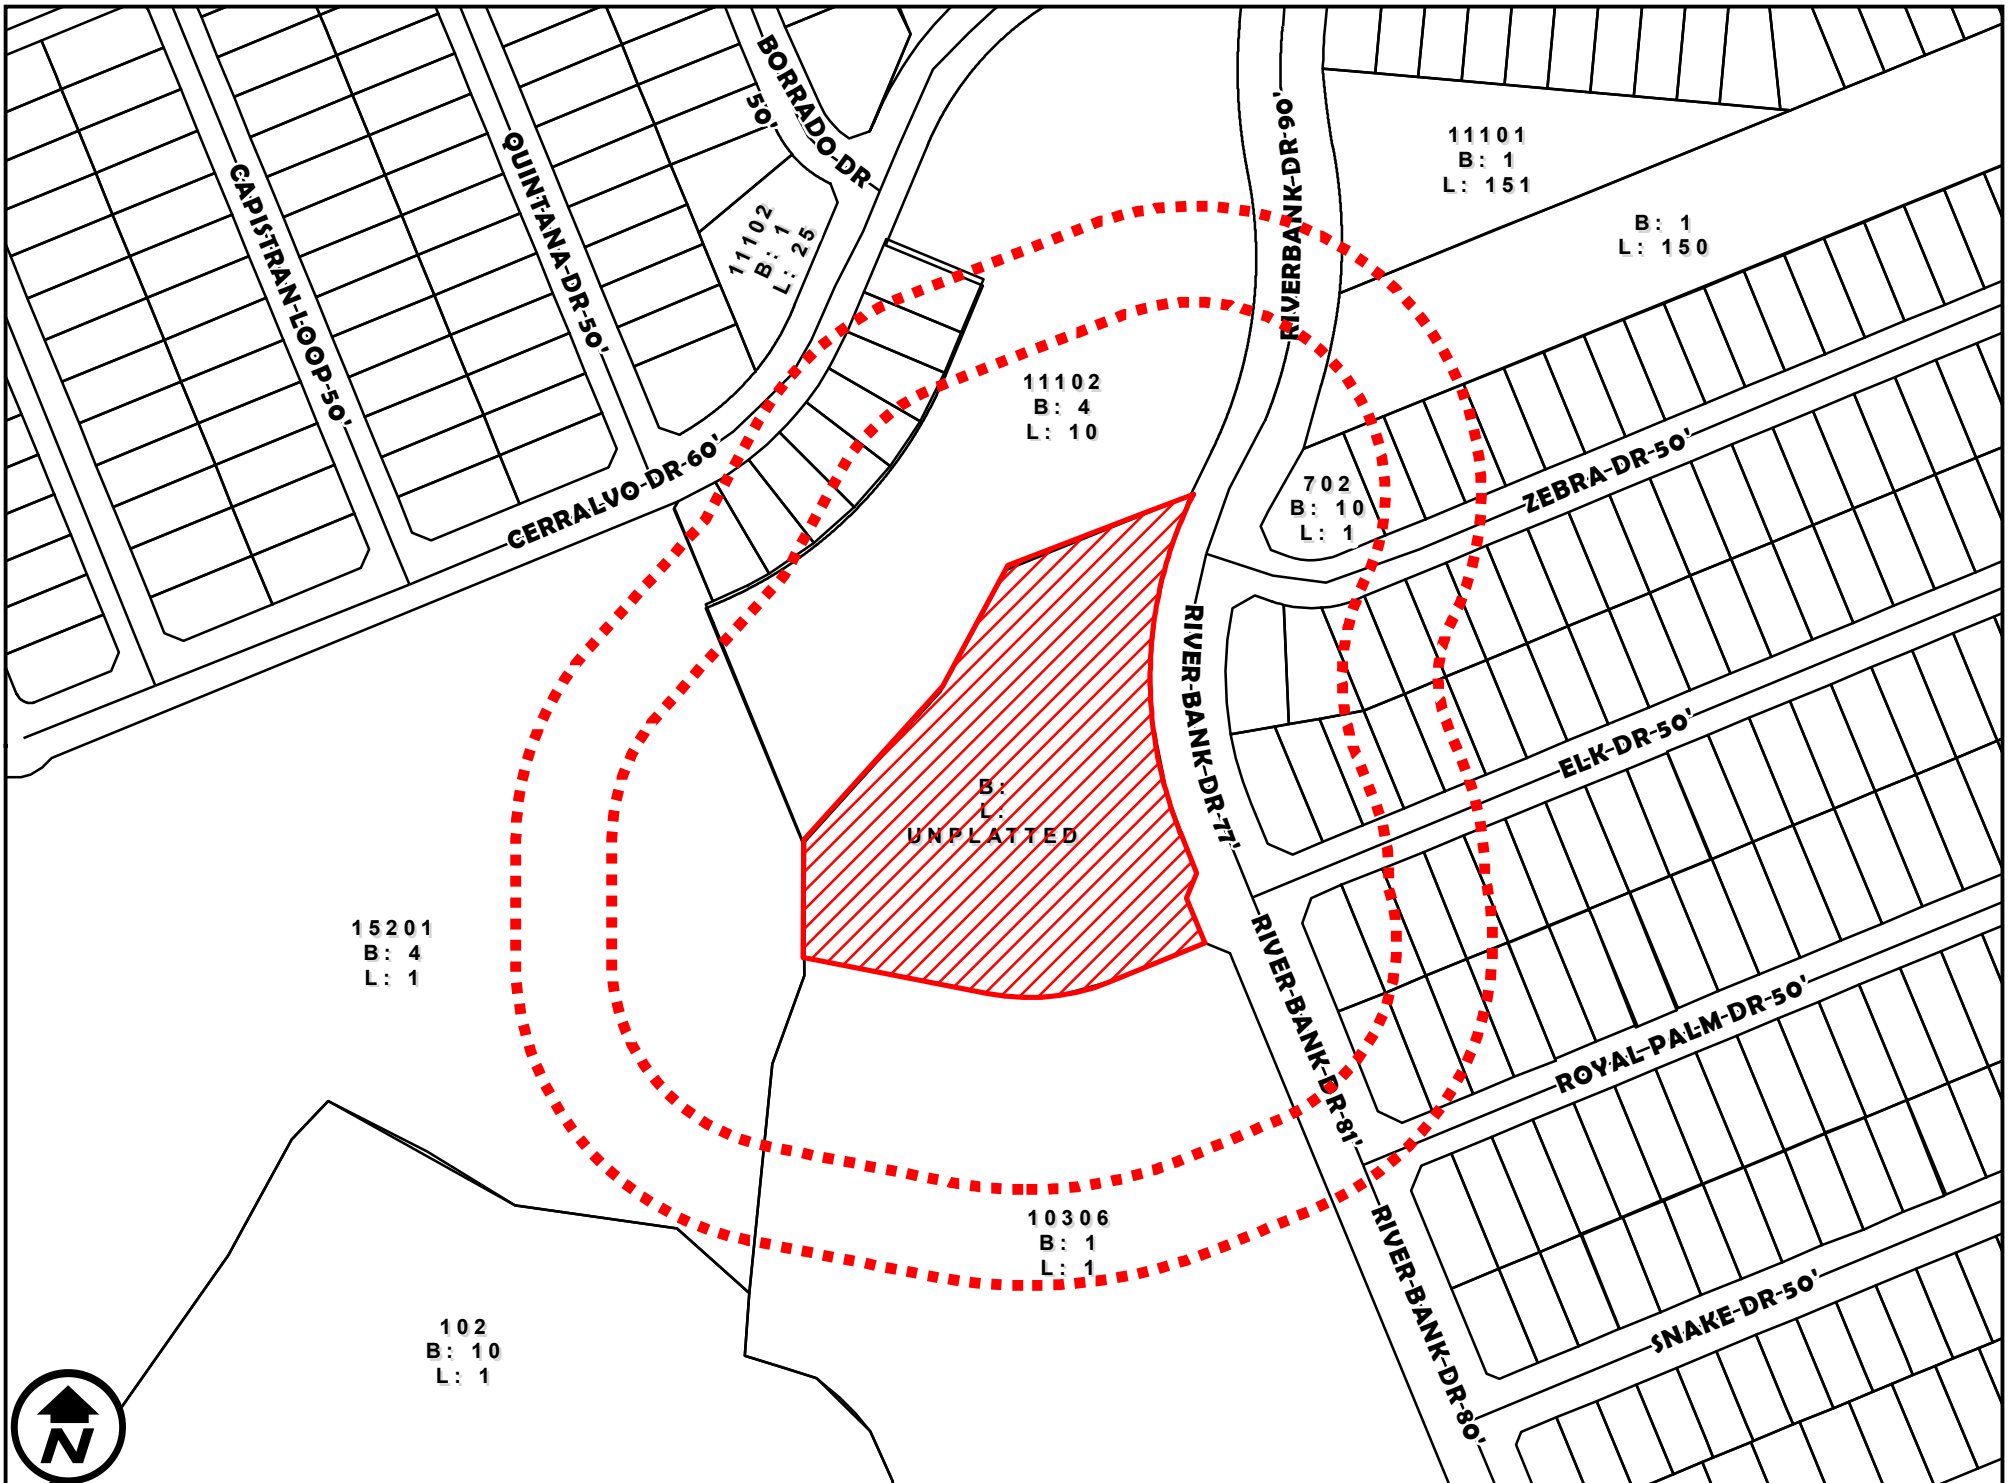 BORRADO-DR
50'
RIVERBANK-DR-90'
11101
B: 1
L: 151
CAPISTRAN-LOOP-50'
QUINTANA-DR-50'
11102
B: 1
L: 25
B: 1
L: 150
11102
B: 4
L: 10
CERRALVO-DR-60'
702
B: 10
L: 1
ZEBRA-DR-50'
RIVER-BANK-DR-77'
ELK-DR-50'
B:
L:
UNPLATTED
15201
B: 4
L: 1
RIVER-BANK-DR-81'
ROYAL-PALM-DR-50'
10306
B: 1
L: 1
RIVER-BANK-DR-80'
SNAKE-DR-50'
102
B: 10
L: 1
N